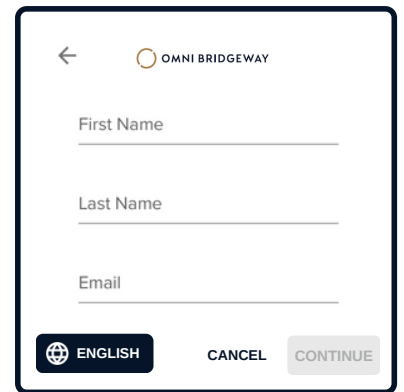 OMNI BRIDGEWAY
First Name
Last Name
Email
ENGLISH CANCEL CONTINUE